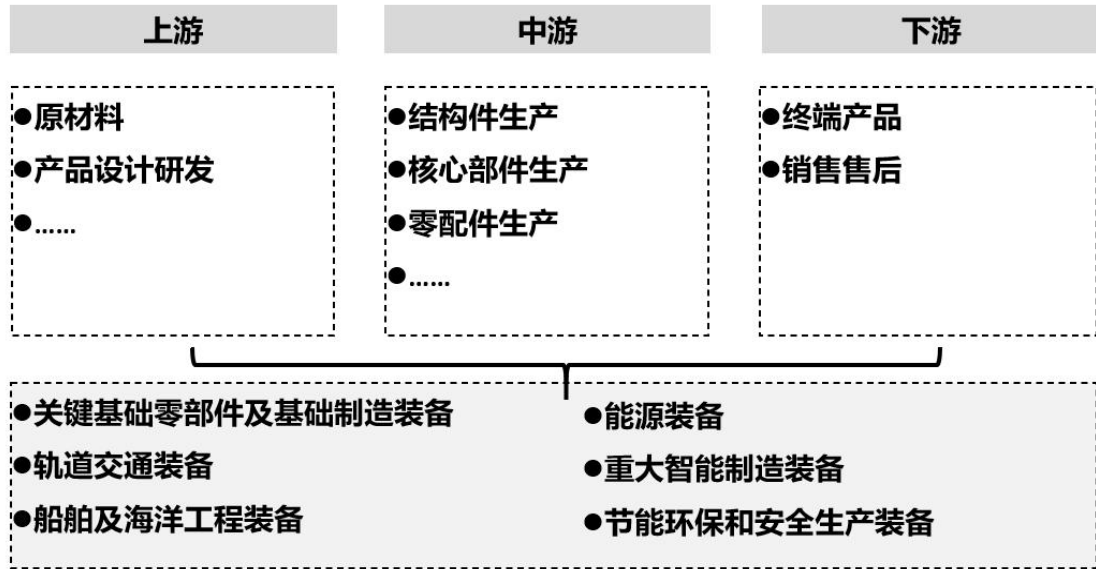 上游
●原材料
●产品设计研发
●……
中游
●结构件生产
●核心部件生产
●零配件生产
●……
下游
●终端产品
●销售售后
●关键基础零部件及基础制造装备
●轨道交通装备
●船舶及海洋工程装备
●能源装备
●重大智能制造装备
●节能环保和安全生产装备